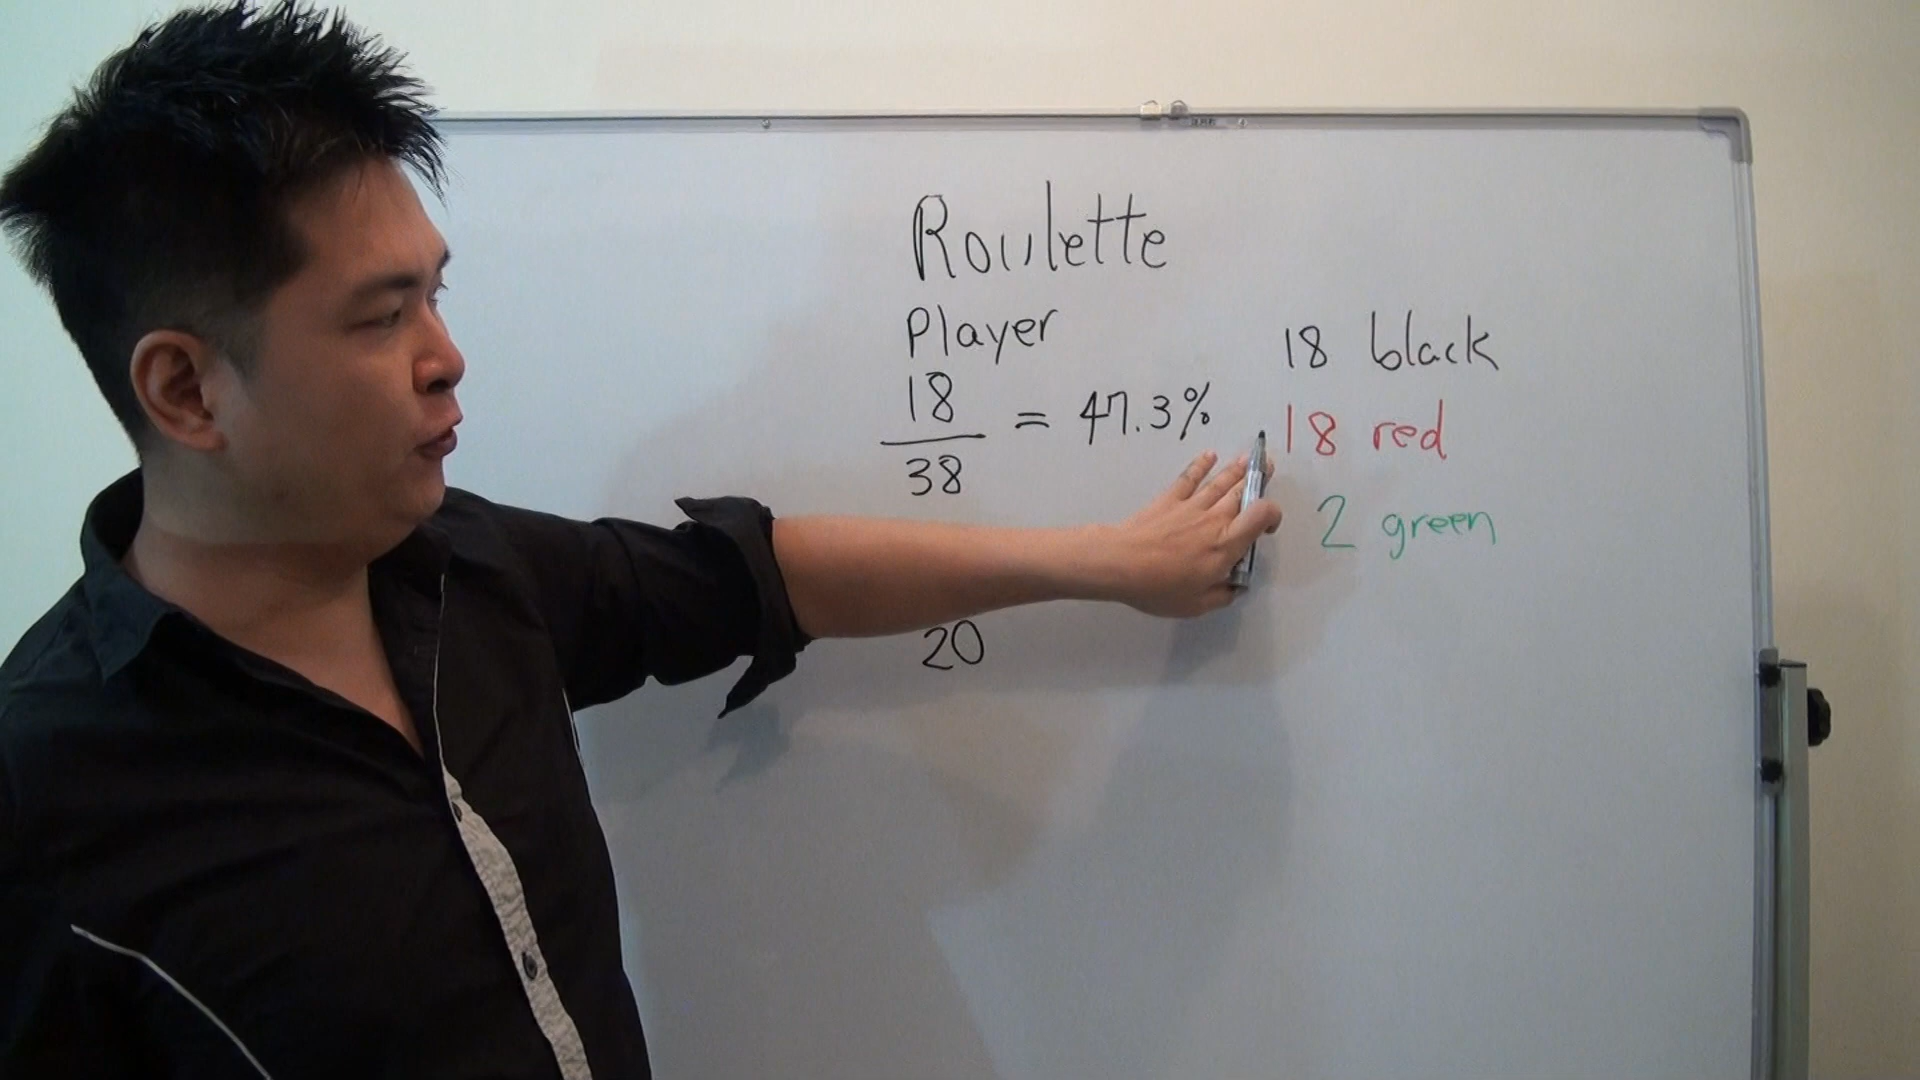 Roulette
Player
18
38
= 47.3%
18 black
18 red
2 green
20